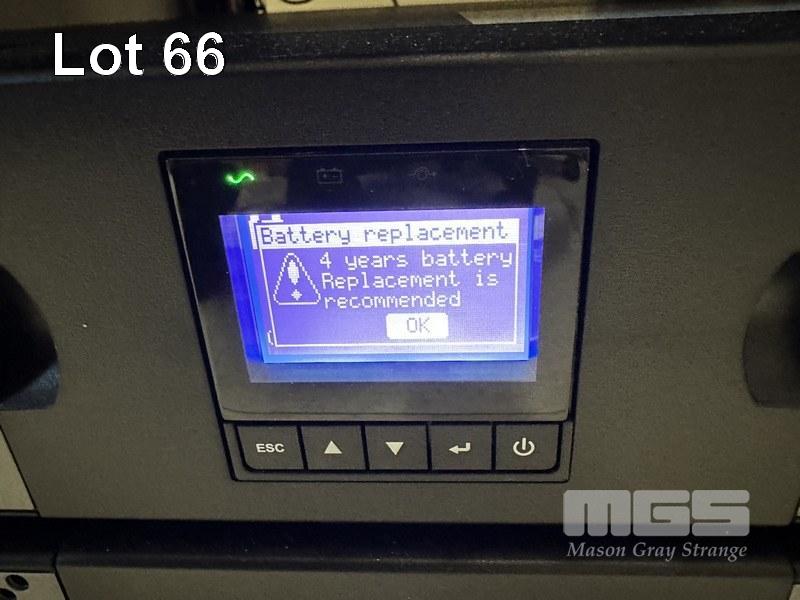 Lot 66
Battery replacement
4 years battery
Replacement is
recommended
OK
ESC
MGS
Mason Gray Strange